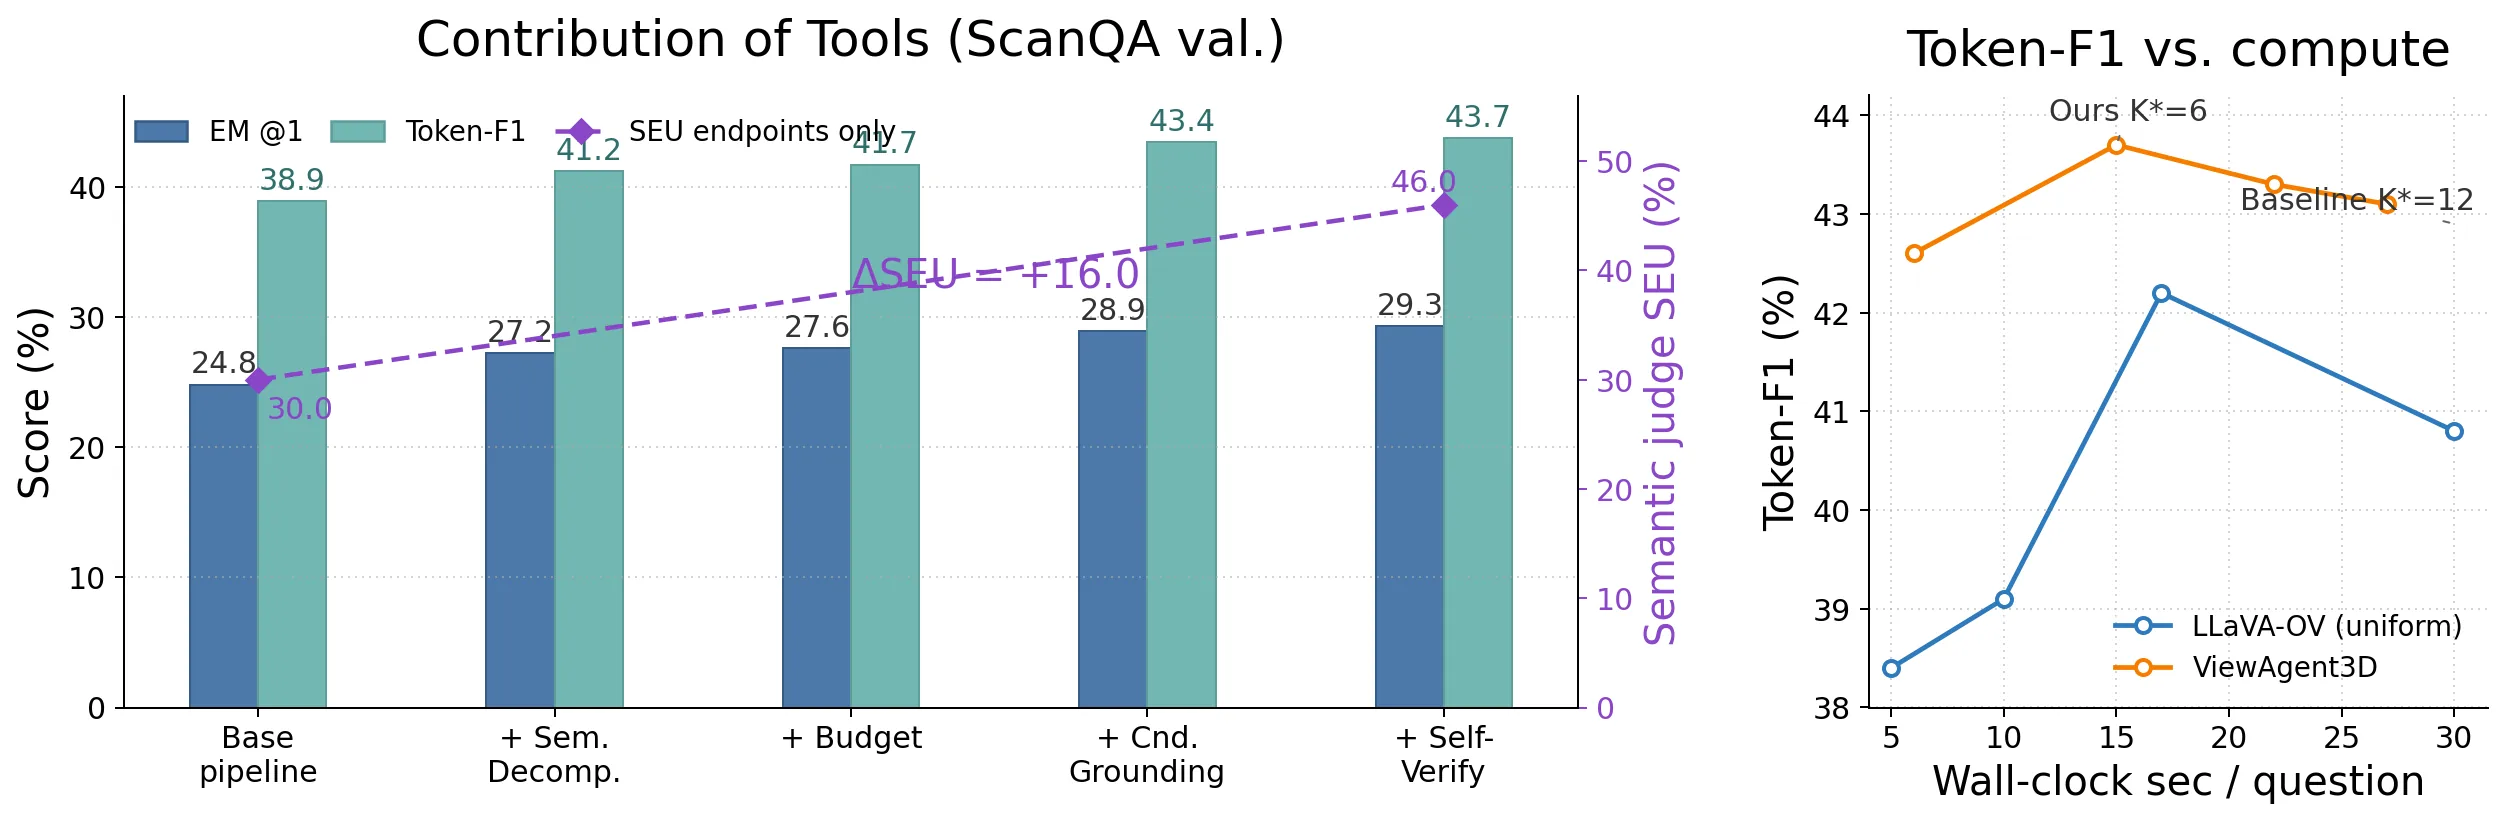 Contribution of Tools (ScanQA val.)
EM @1
Token-F1
SEU endpoints only
Score (%)
40
30
20
10
0
38.9
41.2
41.7
43.4
43.7
24.8
27.2
27.6
28.9
29.3
30.0
46.0
ΔSEU = +16.0
50
40
30
20
10
0
Semantic judge SEU (%)
Base
pipeline
+ Sem.
Decomp.
+ Budget
+ Cnd.
Grounding
+ Self-
Verify
Token-F1 vs. compute
Ours K*=6
Baseline K*=12
Token-F1 (%)
44
43
42
41
40
39
38
LLaVA-OV (uniform)
ViewAgent3D
5
10
15
20
25
30
Wall-clock sec / question